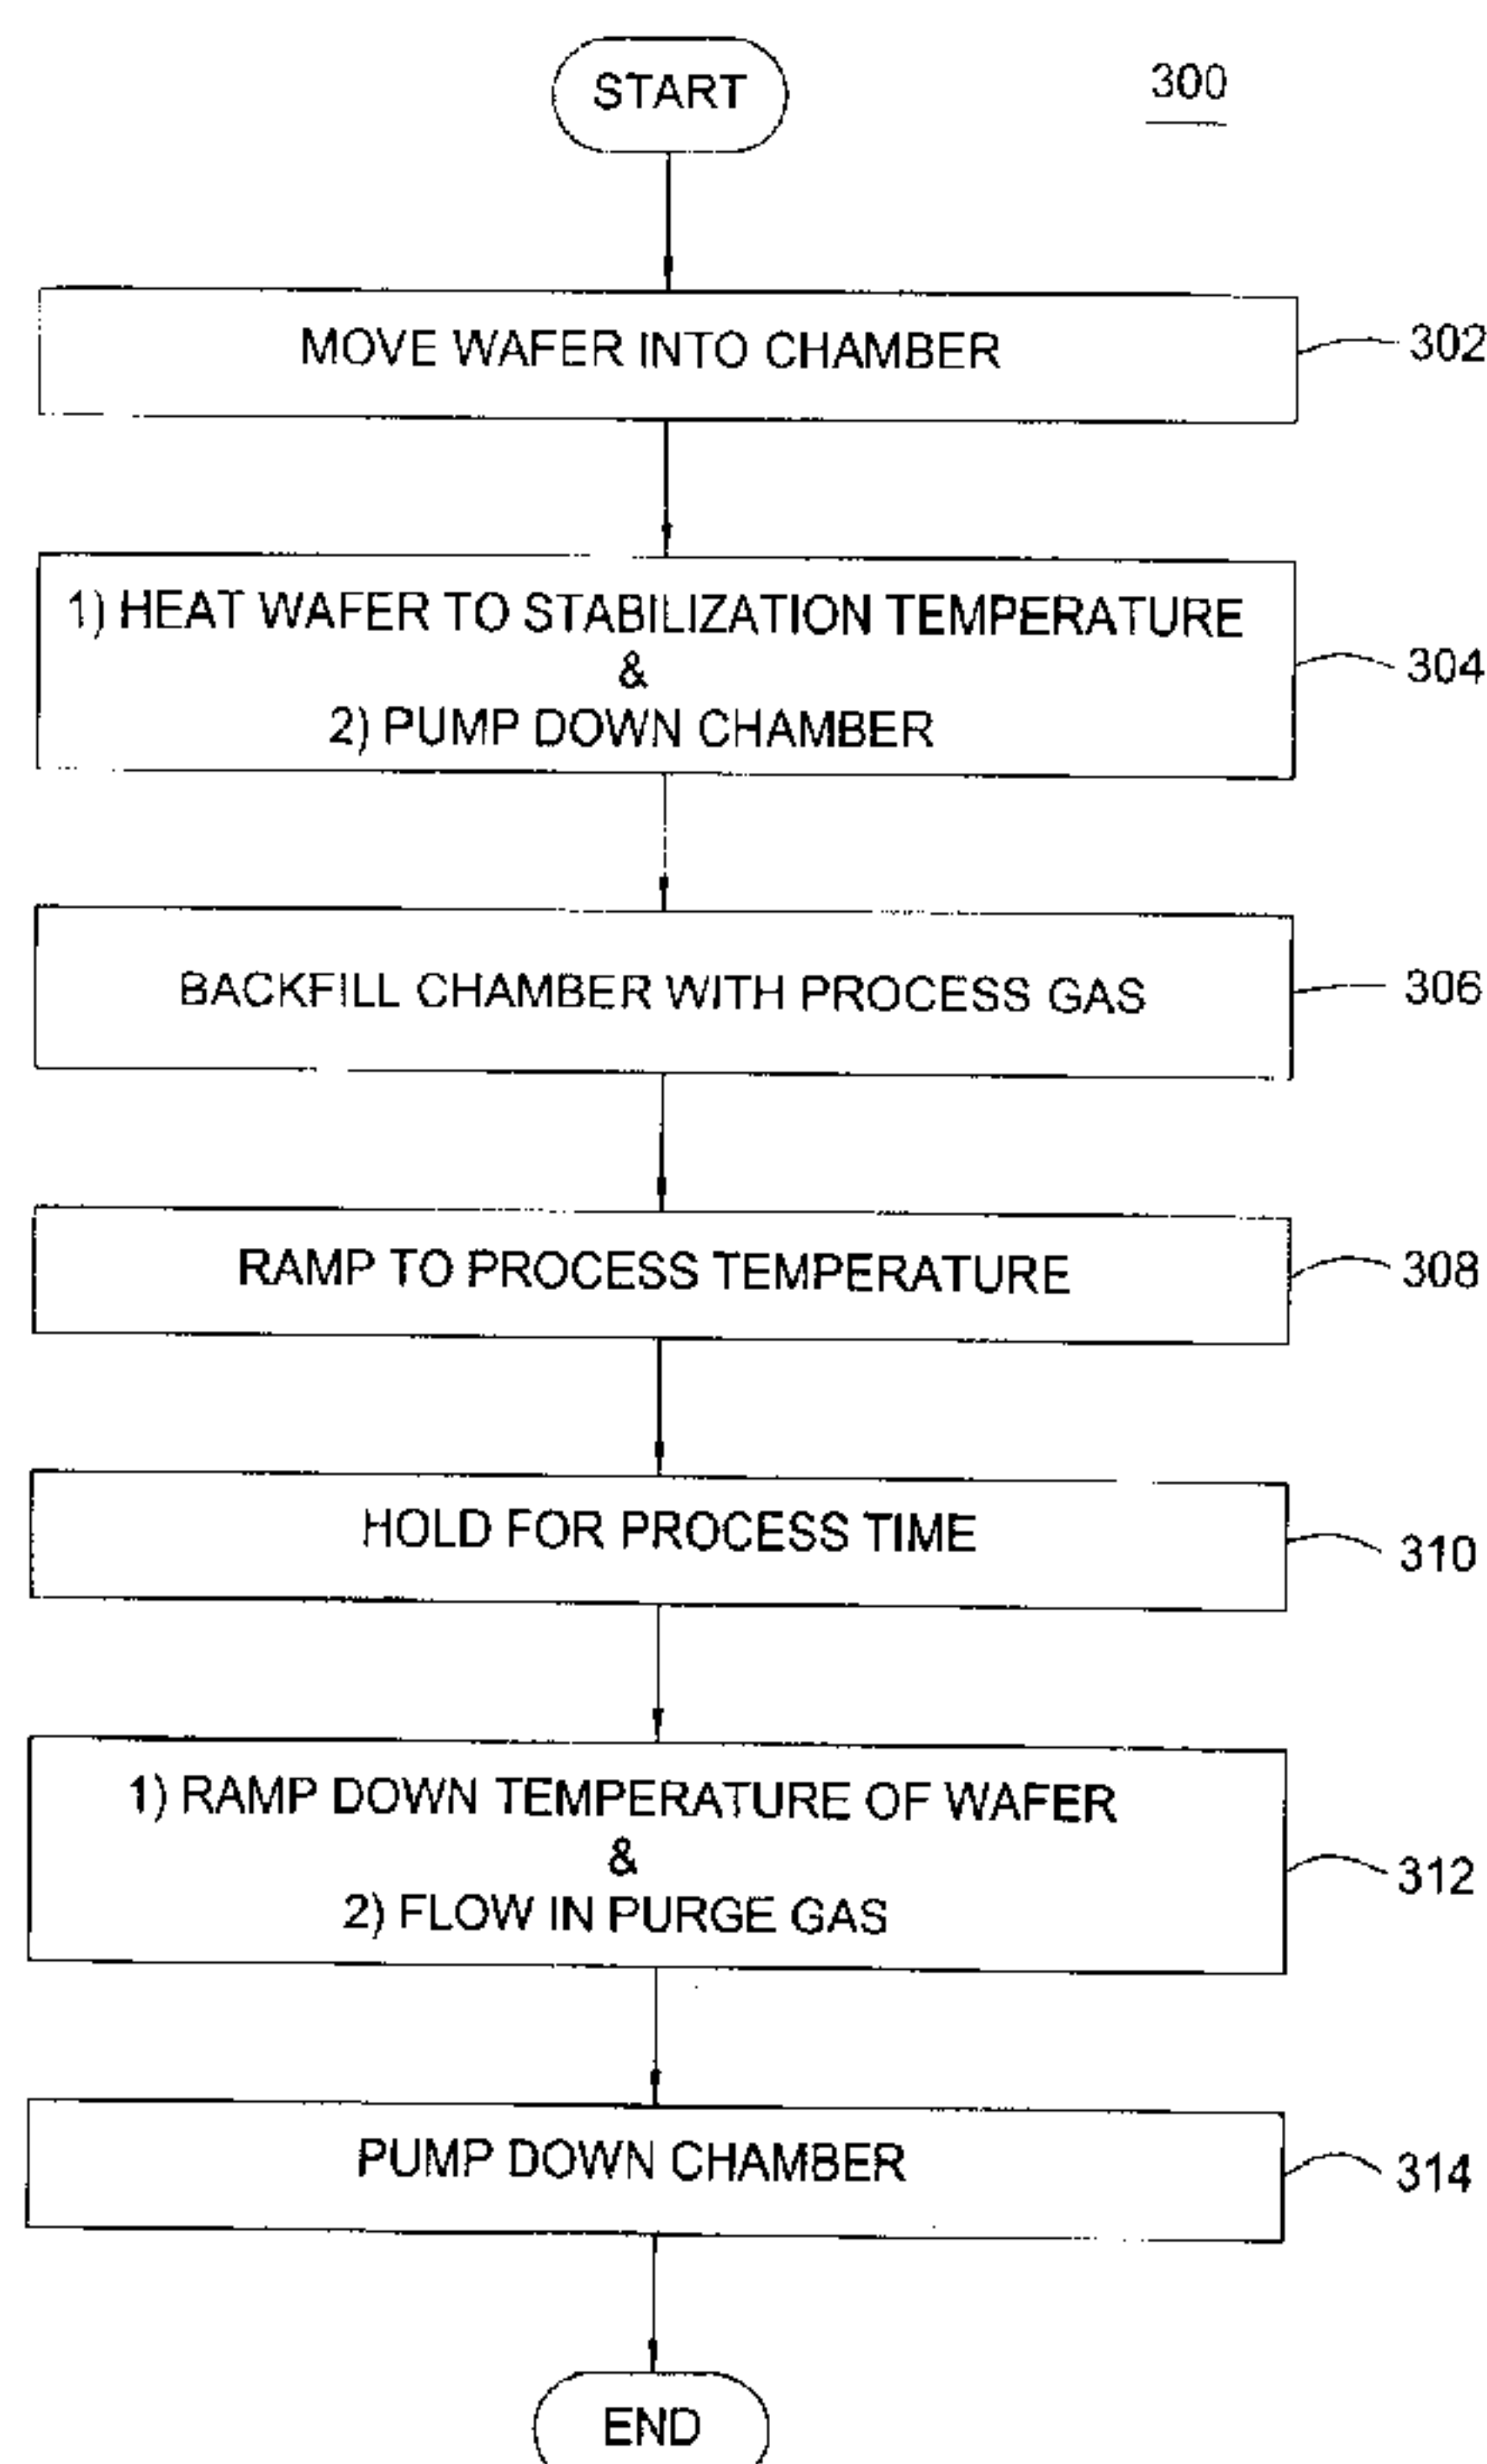 START
300
MOVE WAFER INTO CHAMBER
302
1) HEAT WAFER TO STABILIZATION TEMPERATURE
&
2) PUMP DOWN CHAMBER
304
BACKFILL CHAMBER WITH PROCESS GAS
306
RAMP TO PROCESS TEMPERATURE
308
HOLD FOR PROCESS TIME
310
1) RAMP DOWN TEMPERATURE OF WAFER
&
2) FLOW IN PURGE GAS
312
PUMP DOWN CHAMBER
314
END